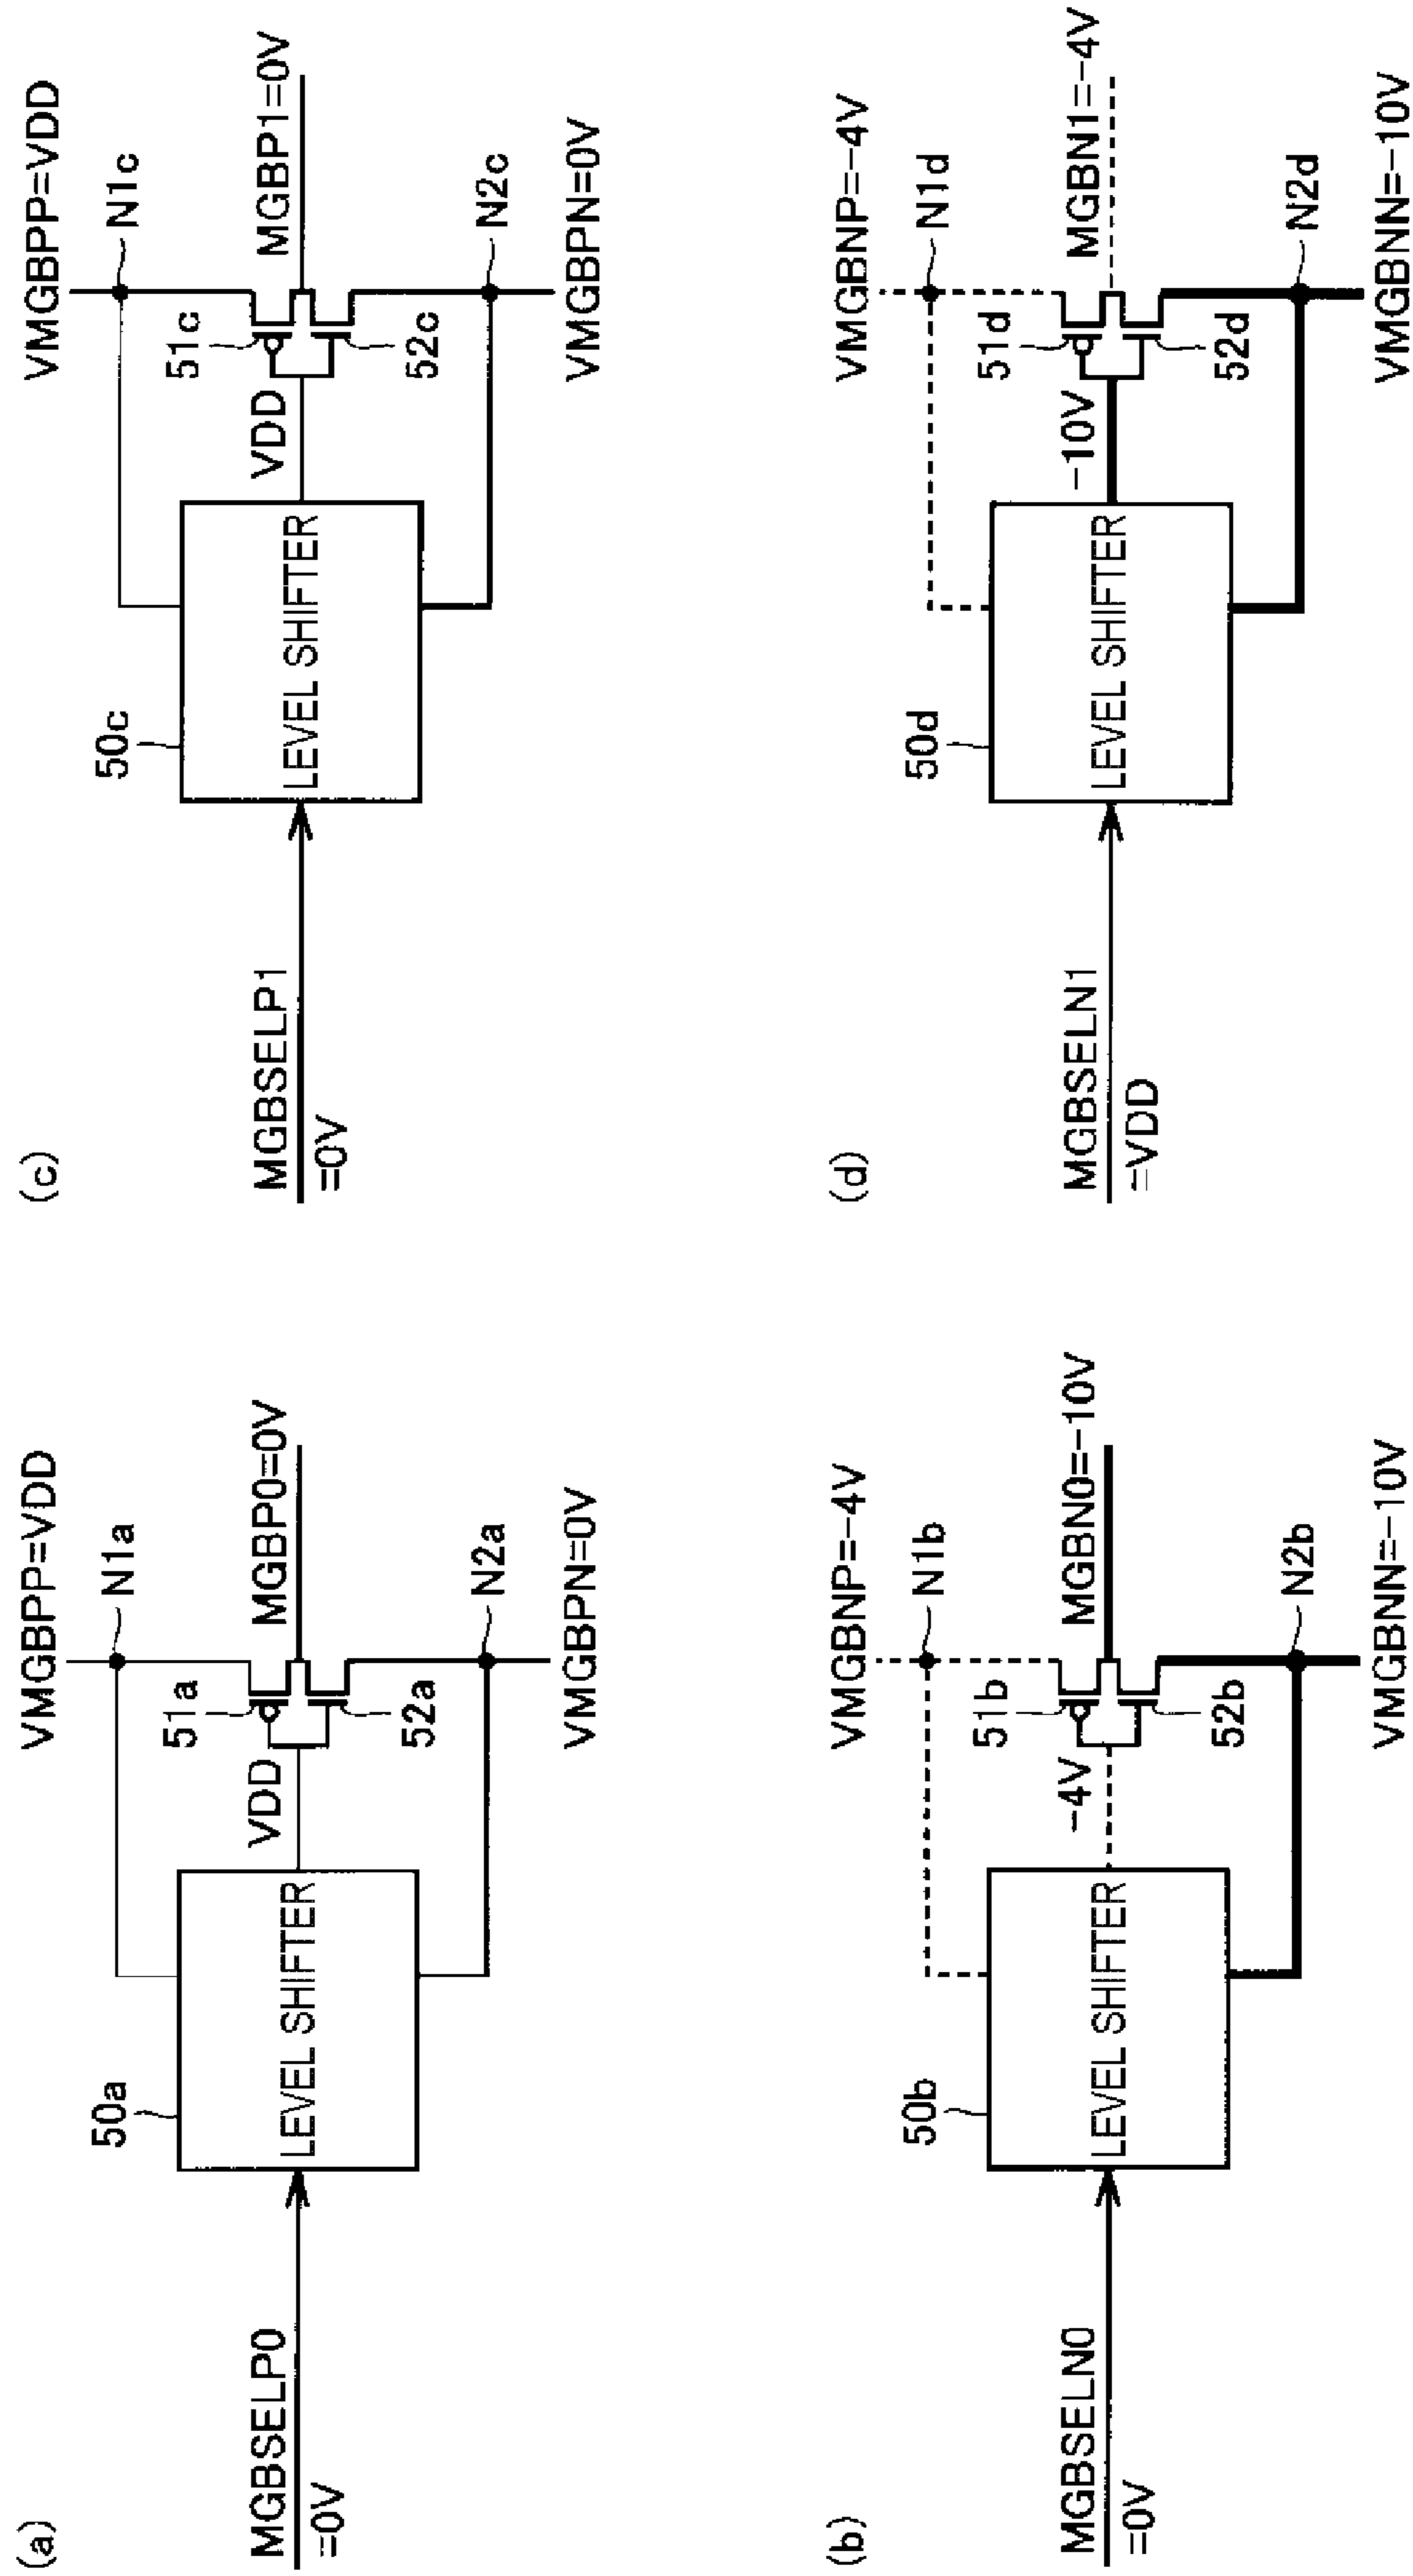 (a)
VMGBPP=VDD
N1a
50a
51a
VDD
MGBP0=0V
MGBSELP0
=0V
LEVEL SHIFTER
52a
N2a
VMGBPN=0V
(b)
VMGBNP=-4V
N1b
50b
51b
-4V
MGBN0=-10V
MGBSELN0
=0V
LEVEL SHIFTER
52b
N2b
VMGBNN=-10V
(c)
VMGBPP=VDD
N1c
50c
51c
VDD
MGBP1=0V
MGBSELP1
=0V
LEVEL SHIFTER
52c
N2c
VMGBPN=0V
(d)
VMGBNP=-4V
N1d
50d
51d
-10V
MGBN1=-4V
MGBSELN1
=VDD
LEVEL SHIFTER
52d
N2d
VMGBNN=-10V